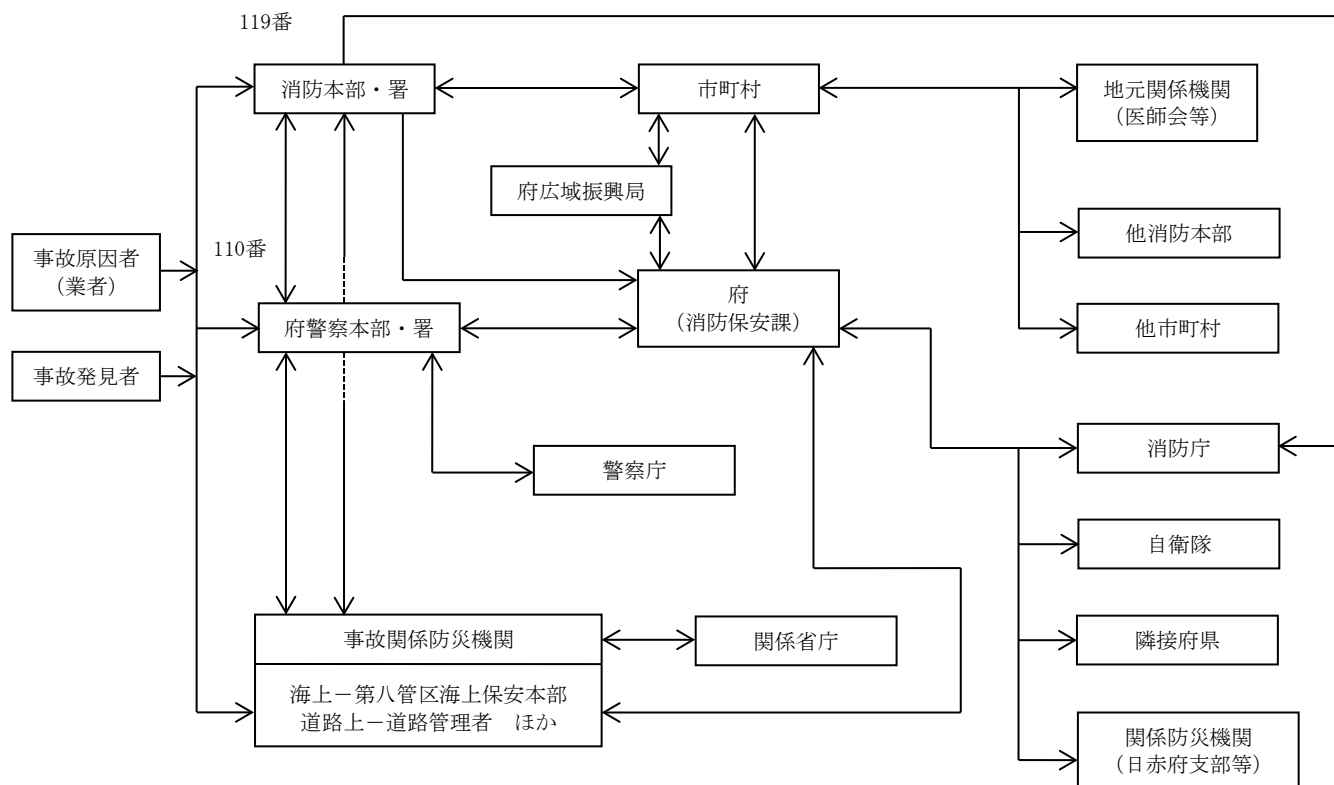 119番
消防本部・署
市町村
地元関係機関
（医師会等）
府広域振興局
他消防本部
110番
事故原因者
（業者）
府
（消防保安課）
府警察本部・署
他市町村
事故発見者
消防庁
警察庁
自衛隊
事故関係防災機関
関係省庁
隣接府県
海上－第八管区海上保安本部
道路上－道路管理者　ほか
関係防災機関
（日赤府支部等）